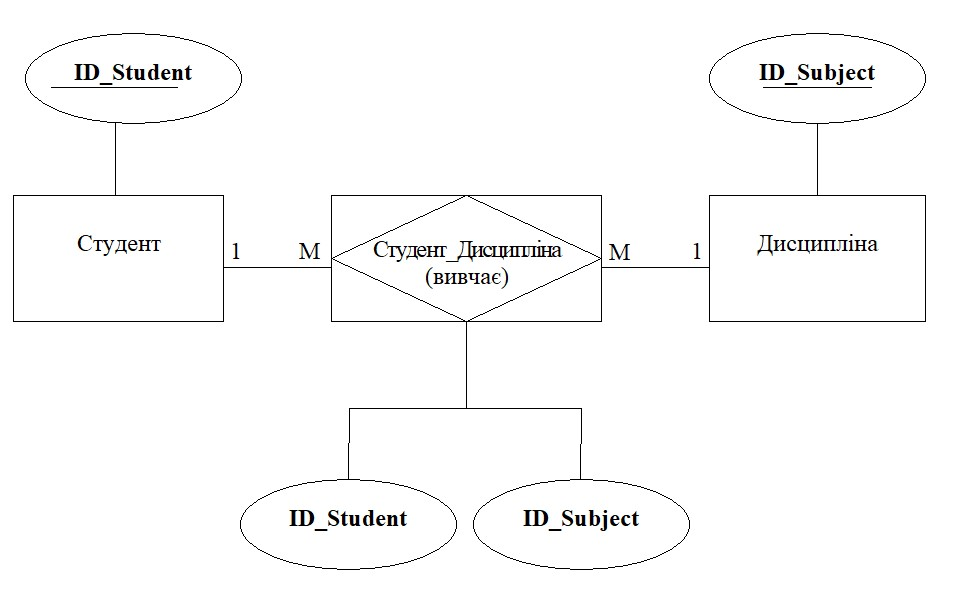 ID_Student
ID_Subject
Студент
1
М
Студент_Дисципліна
(вивчає)
М
1
Дисципліна
ID_Student
ID_Subject